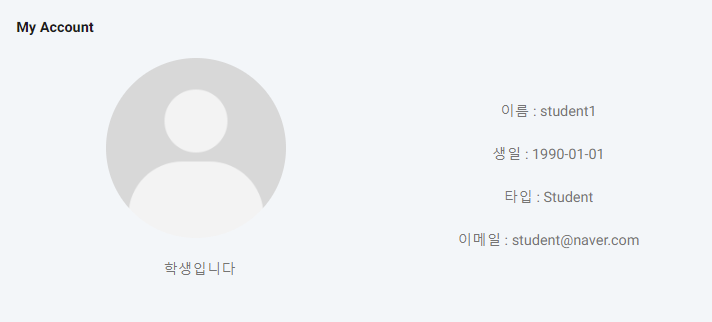 My Account
이름 : student1
생일 : 1990-01-01
타입 : Student
이메일 : student@naver.com
학생입니다